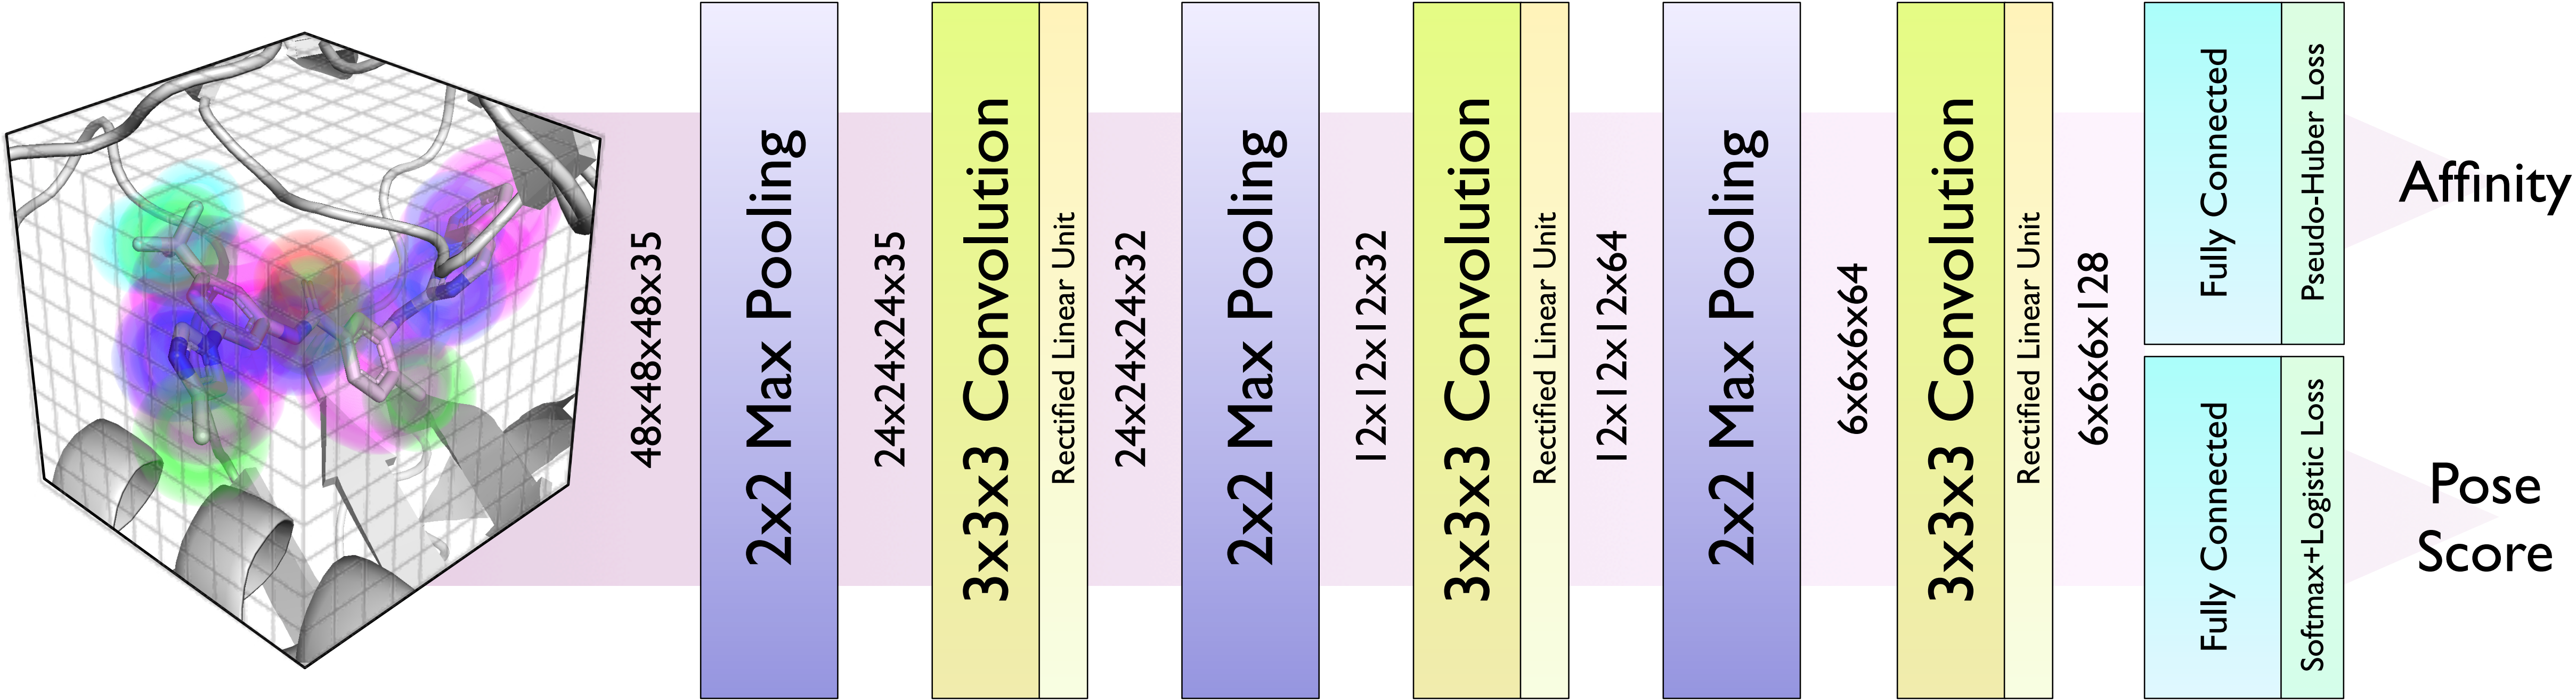 48x48x48x35
2x2 Max Pooling
24x24x24x35
3x3x3 Convolution
Rectified Linear Unit
24x24x24x32
2x2 Max Pooling
12x12x12x32
3x3x3 Convolution
Rectified Linear Unit
12x12x12x64
2x2 Max Pooling
6x6x6x64
3x3x3 Convolution
Rectified Linear Unit
6x6x6x128
Fully Connected
Pseudo-Huber Loss
Affinity
Fully Connected
Softmax+Logistic Loss
Pose
Score